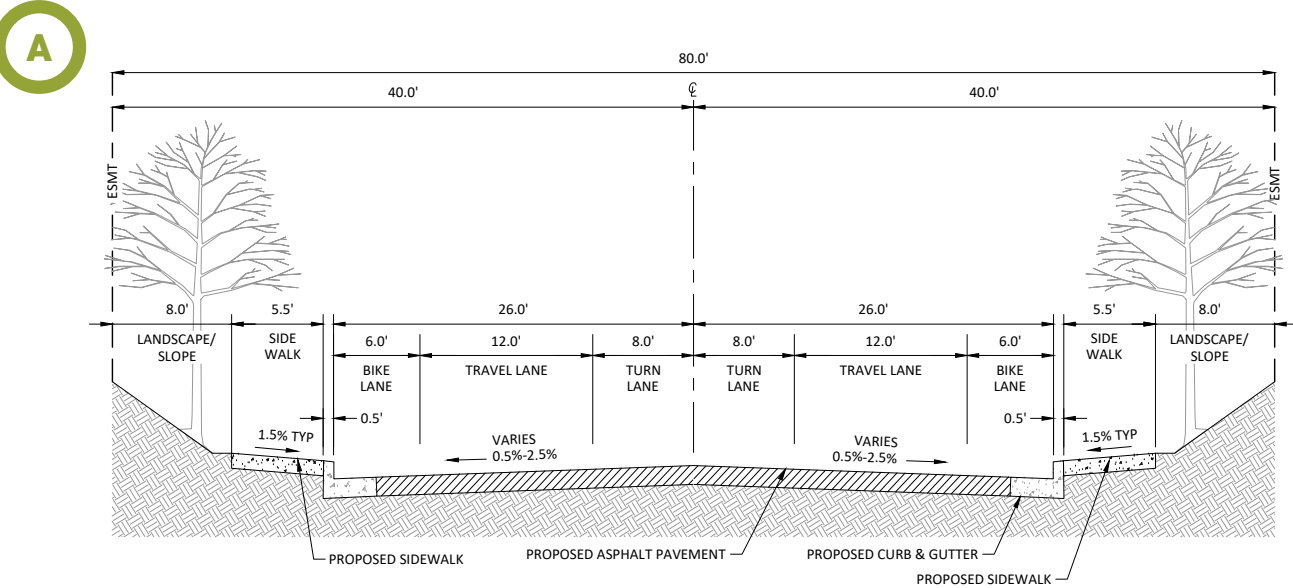 A
80.0'
40.0'
℄
40.0'
ESMT
ESMT
8.0'
5.5'
26.0'
26.0'
5.5'
8.0'
LANDSCAPE/
SLOPE
SIDE
WALK
6.0'
12.0'
8.0'
8.0'
12.0'
6.0'
BIKE
LANE
TRAVEL LANE
TURN
LANE
TURN
LANE
TRAVEL LANE
BIKE
LANE
SIDE
WALK
LANDSCAPE/
SLOPE
0.5'
0.5'
1.5% TYP
VARIES
0.5%-2.5%
VARIES
0.5%-2.5%
1.5% TYP
PROPOSED SIDEWALK
PROPOSED ASPHALT PAVEMENT
PROPOSED CURB & GUTTER
PROPOSED SIDEWALK